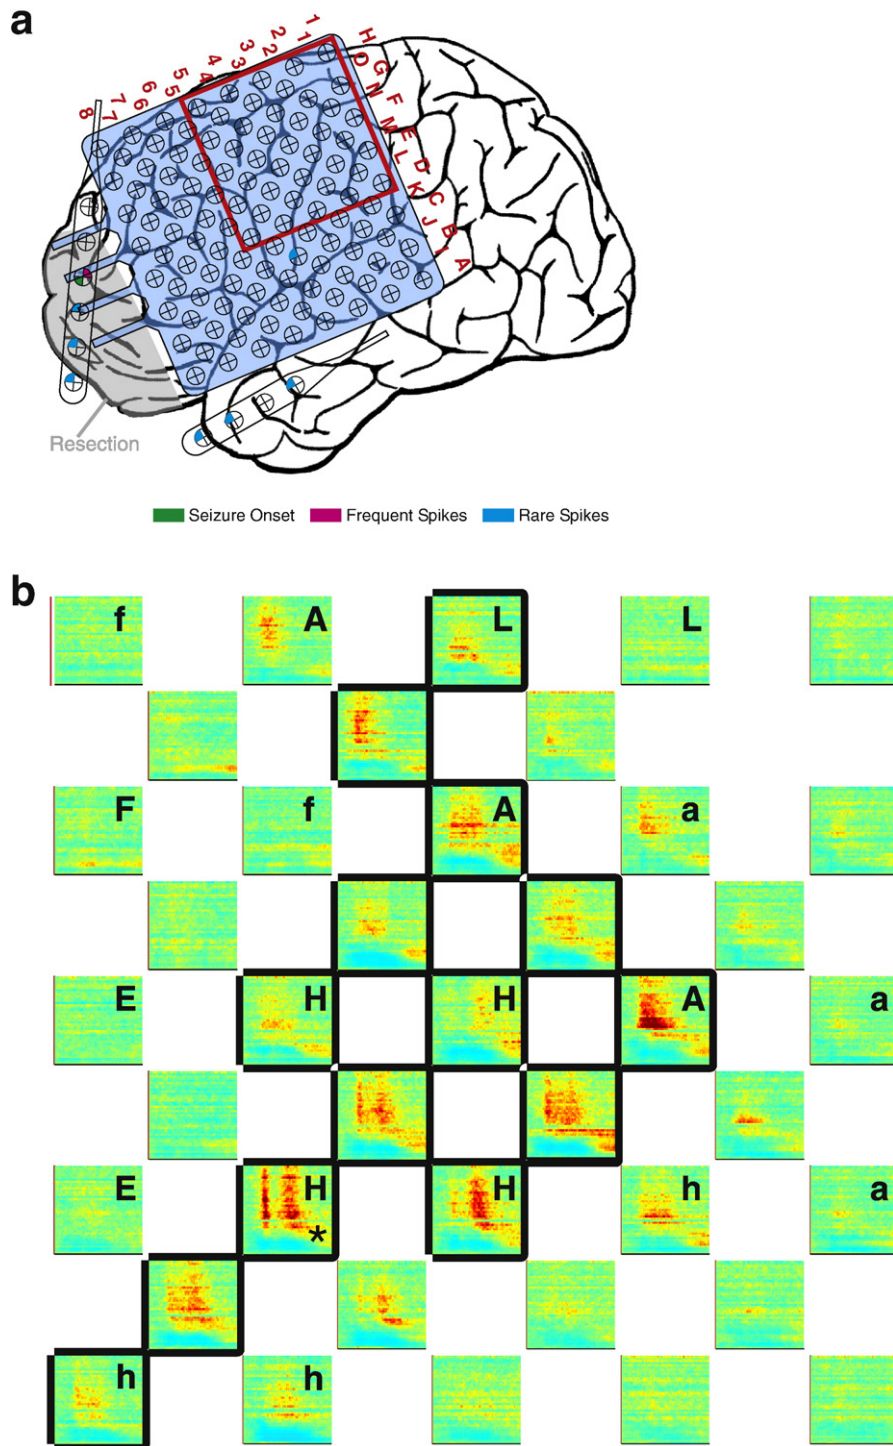 a
1
1
2
2
3
3
4
4
5
5
6
6
7
7
8
H
O
G
N
F
M
E
L
D
K
C
J
B
I
A
Resection
Seizure Onset Frequent Spikes Rare Spikes
b
f A L L
F f A a
E H H A a
E H * H h a
h h